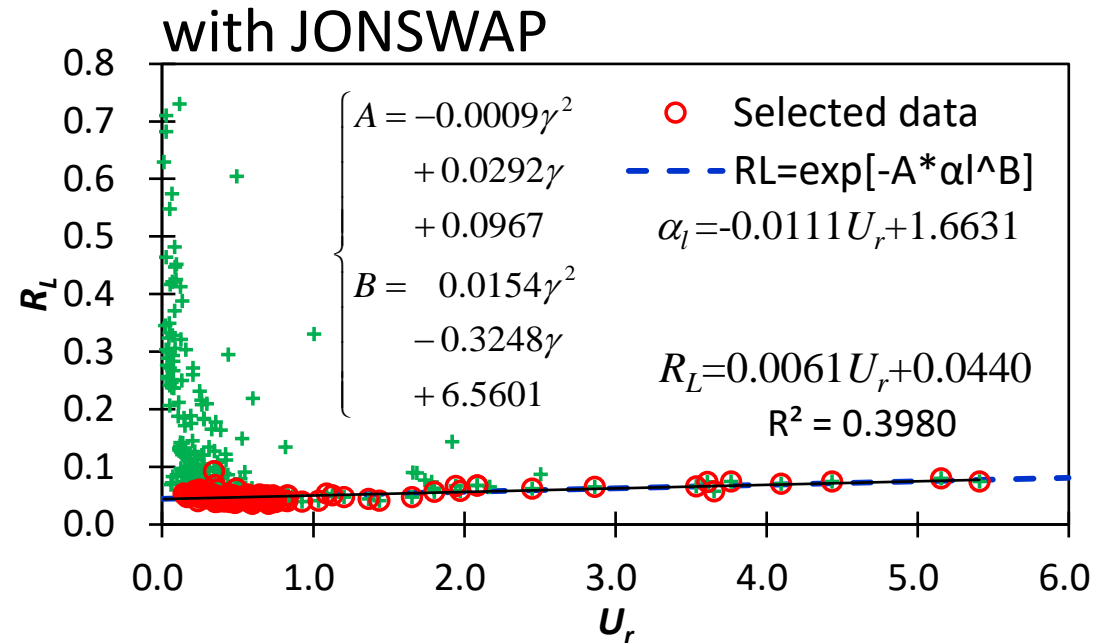 with JONSWAP
0.8
0.7
0.6
0.5
0.4
0.3
0.2
0.1
0.0
R_L
A = −0.0009γ²
+ 0.0292γ
+ 0.0967
B = 0.0154γ²
− 0.3248γ
+ 6.5601
Selected data
RL=exp[-A*αl^B]
α_l=-0.0111U_r+1.6631
R_L=0.0061U_r+0.0440
R² = 0.3980
0.0 1.0 2.0 3.0 4.0 5.0 6.0
U_r